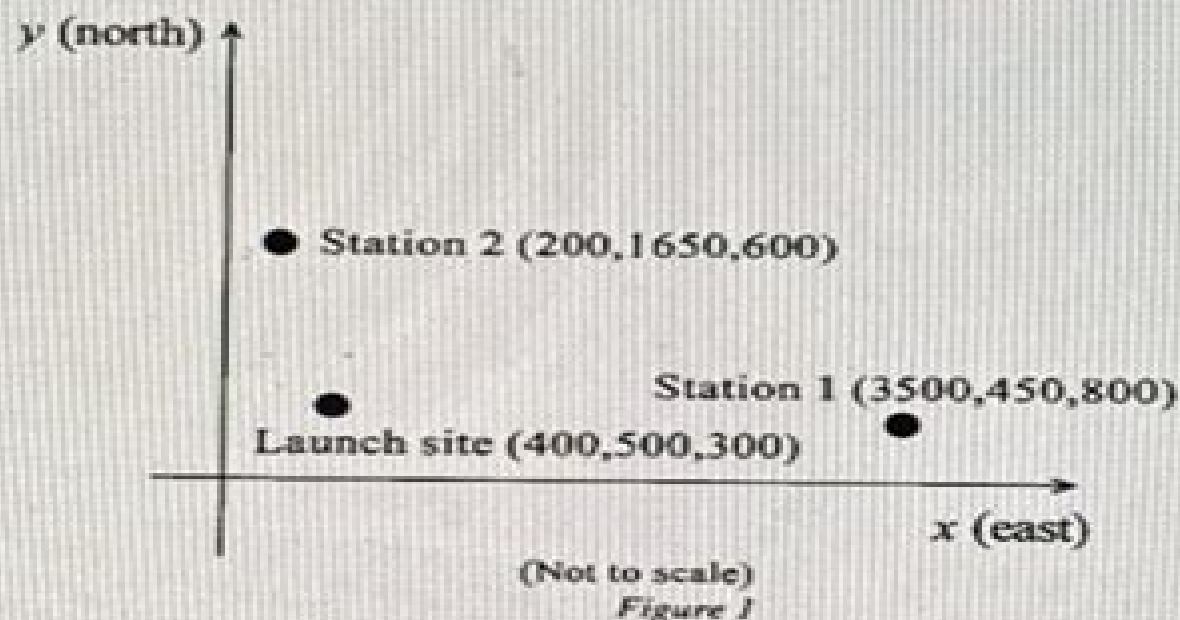 y (north)
Station 2 (200,1650,600)
Station 1 (3500,450,800)
Launch site (400,500,300)
x (east)
(Not to scale)
Figure 1